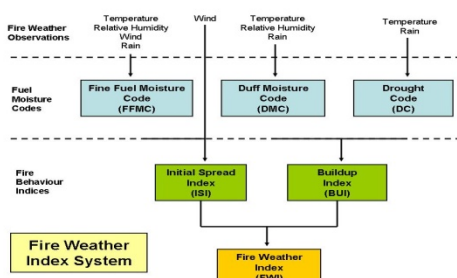 Fire Weather
Observations
Temperature
Relative Humidity
Wind
Rain
Wind
Temperature
Relative Humidity
Rain
Temperature
Rain
Fuel
Moisture
Codes
Fine Fuel Moisture
Code
(FFMC)
Duff Moisture
Code
(DMC)
Drought
Code
(DC)
Fire
Behaviour
Indices
Initial Spread
Index
(ISI)
Buildup
Index
(BUI)
Fire Weather
Index System
Fire Weather
Index
(FWI)